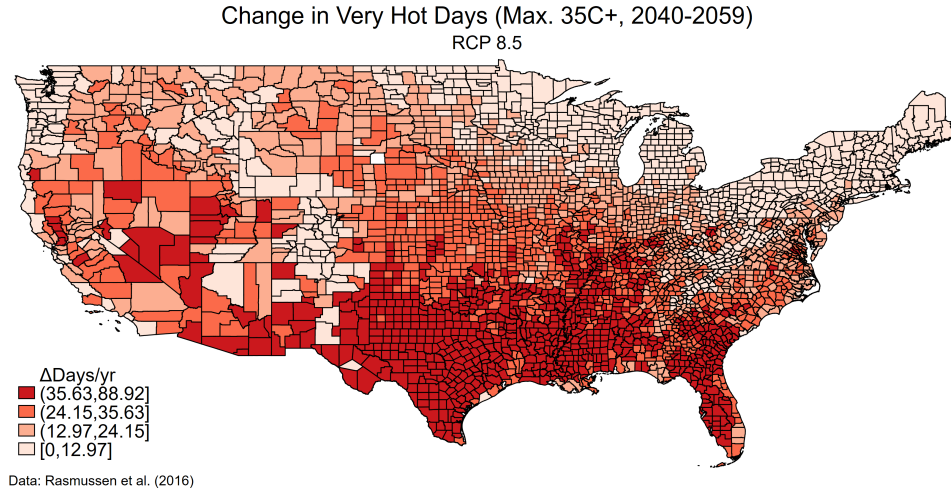 Change in Very Hot Days (Max. 35C+, 2040-2059)
RCP 8.5
ΔDays/yr
(35.63,88.92]
(24.15,35.63]
(12.97,24.15]
[0,12.97]
Data: Rasmussen et al. (2016)